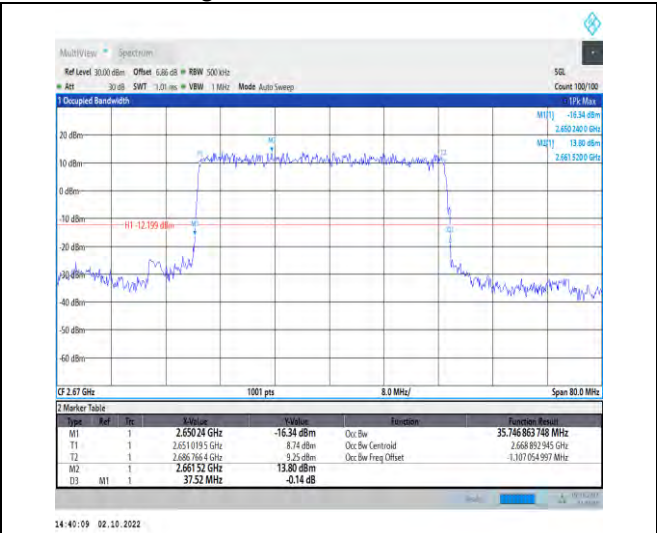 MultiView Spectrum
Ref Level 30.00 dBm Offset 6.86 dB RBW 500 kHz SGL
Att 30 dB SWT 1.01 ms VBW 1 MHz Mode Auto Sweep Count 100/100
1 Occupied Bandwidth 1Pk Max
M1[1] -16.34 dBm
2.650 240 0 GHz
20 dBm M2[1] 13.80 dBm
2.661 520 0 GHz
10 dBm
0 dBm
-10 dBm
H1 -12.199 dBm
-20 dBm
-30 dBm
-40 dBm
-50 dBm
-60 dBm
CF 2.67 GHz 1001 pts 8.0 MHz/ Span 80.0 MHz
2 Marker Table
Type Ref Trc X-Value Y-Value Function Function Result
M1 1 2.650 24 GHz -16.34 dBm Occ Bw 35.746 863 748 MHz
T1 1 2.651 019 5 GHz 8.74 dBm Occ Bw Centroid 2.668 892 945 GHz
T2 1 2.686 766 4 GHz 9.25 dBm Occ Bw Freq Offset -1.107 054 997 MHz
M2 1 2.661 52 GHz 13.80 dBm
D3 M1 1 37.52 MHz -0.14 dB
14:40:09 02.10.2022